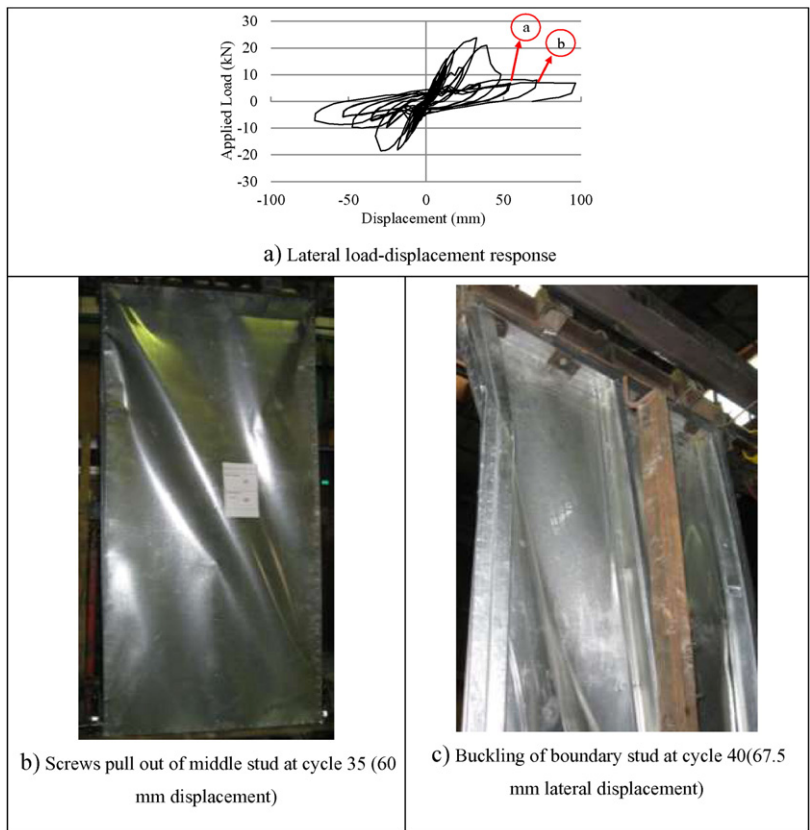 30
20
10
0
-10
-20
-30
-100
-50
0
50
100
Applied Load (kN)
Displacement (mm)
a
b
a) Lateral load-displacement response
b) Screws pull out of middle stud at cycle 35 (60
mm displacement)
c) Buckling of boundary stud at cycle 40(67.5
mm lateral displacement)